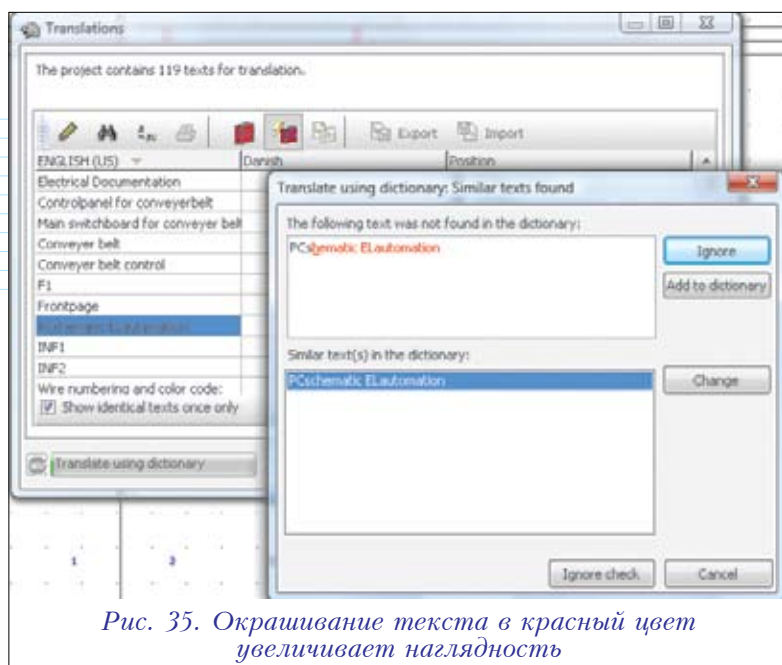 Translations
The project contains 119 texts for translation.
Export Import
ENGLISH (US) Danish Position
Electrical Documentation
Controlpanel for conveyerbelt
Main switchboard for conveyer belt
Conveyer belt
Conveyer belt control
F1
Frontpage
INF1
INF2
Wire numbering and color code:
Show identical texts once only
Translate using dictionary
Translate using dictionary: Similar texts found
The following text was not found in the dictionary:
PCshematic ELautomation
Ignore
Add to dictionary
Similar text(s) in the dictionary:
PCschematic ELautomation
Change
Ignore check
Cancel
1 2
Рис. 35. Окрашивание текста в красный цвет
увеличивает наглядность